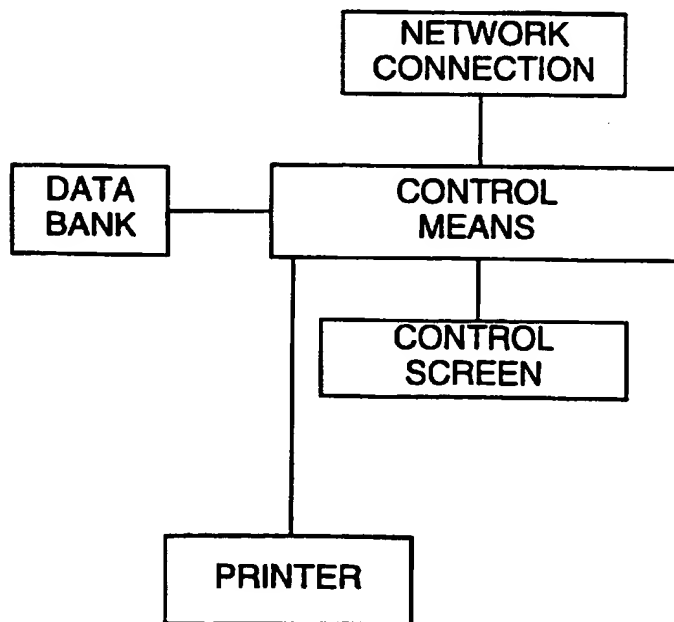 NETWORK
CONNECTION
DATA
BANK
CONTROL
MEANS
CONTROL
SCREEN
PRINTER